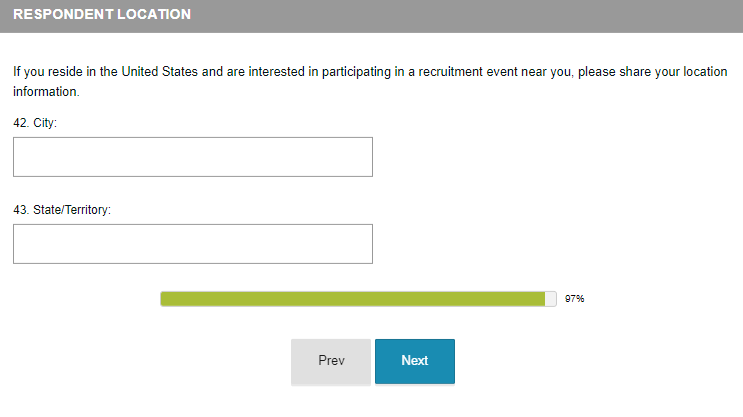 RESPONDENT LOCATION
If you reside in the United States and are interested in participating in a recruitment event near you, please share your location
information.
42. City:
43. State/Territory:
97%
Prev
Next